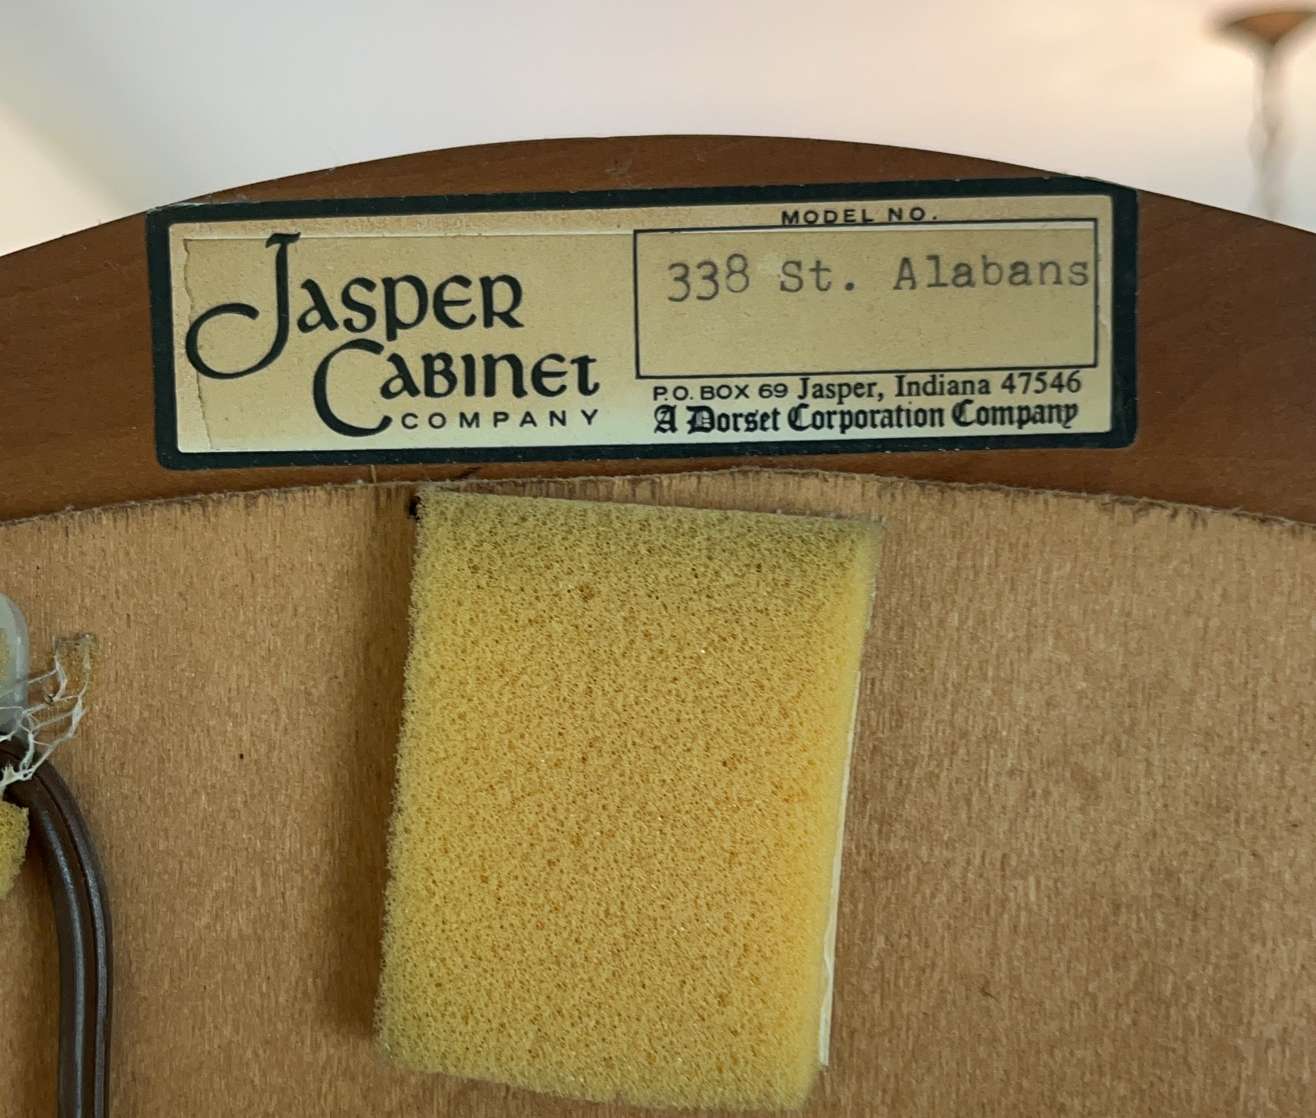 Jasper
Cabinet
COMPANY
MODEL NO.
338 St. Alabans
P.O. BOX 69 Jasper, Indiana 47546
A Dorset Corporation Company